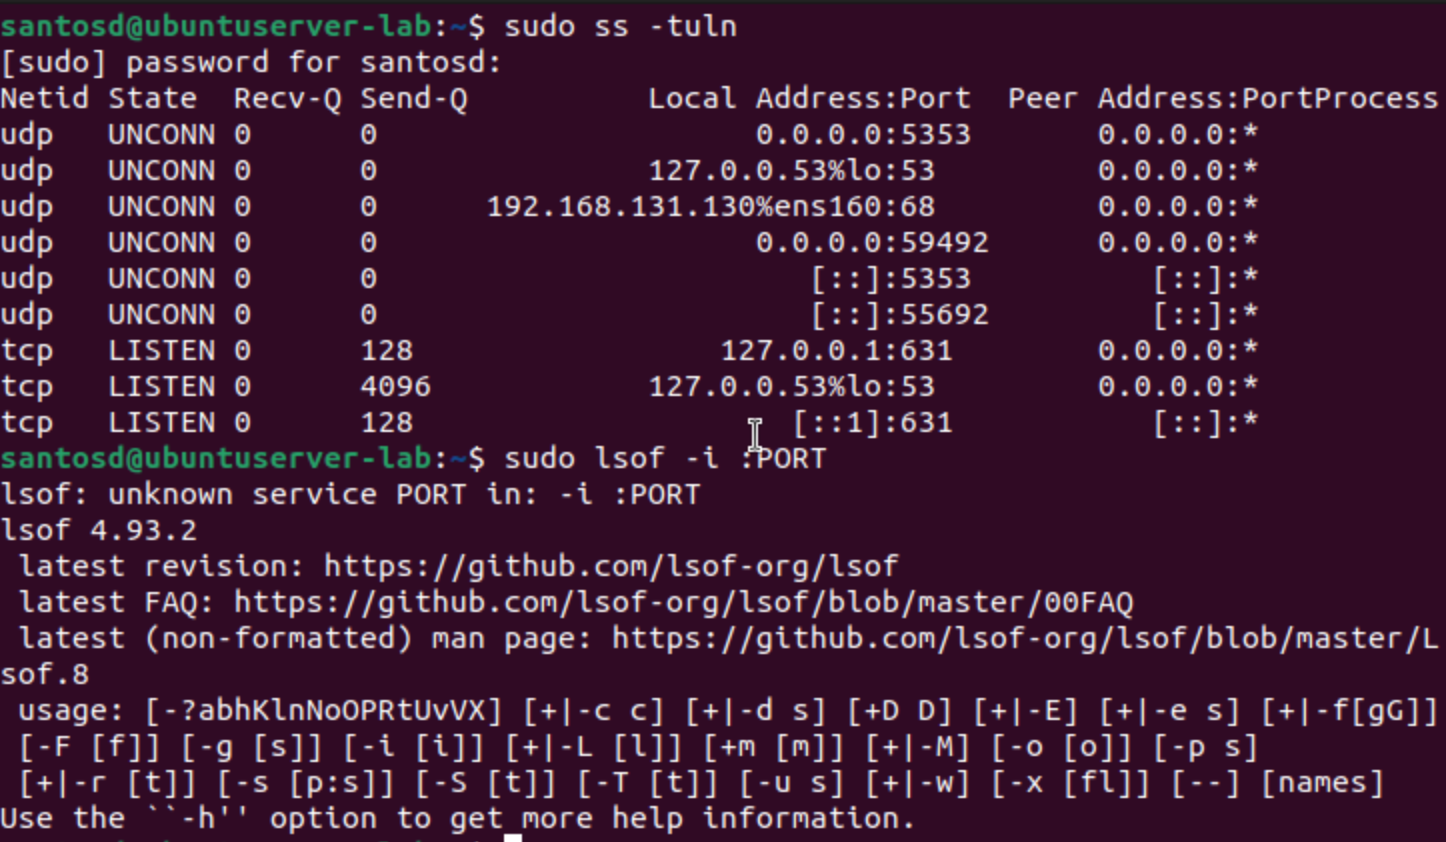 santosd@ubuntuserver-lab:~$ sudo ss -tuln
[sudo] password for santosd:
Netid State  Recv-Q Send-Q          Local Address:Port  Peer Address:PortProcess
udp   UNCONN 0      0                     0.0.0.0:5353       0.0.0.0:*
udp   UNCONN 0      0               127.0.0.53%lo:53         0.0.0.0:*
udp   UNCONN 0      0      192.168.131.130%ens160:68         0.0.0.0:*
udp   UNCONN 0      0                     0.0.0.0:59492      0.0.0.0:*
udp   UNCONN 0      0                        [::]:5353          [::]:*
udp   UNCONN 0      0                        [::]:55692         [::]:*
tcp   LISTEN 0      128                 127.0.0.1:631        0.0.0.0:*
tcp   LISTEN 0      4096            127.0.0.53%lo:53         0.0.0.0:*
tcp   LISTEN 0      128                     [::1]:631           [::]:*
santosd@ubuntuserver-lab:~$ sudo lsof -i :PORT
lsof: unknown service PORT in: -i :PORT
lsof 4.93.2
 latest revision: https://github.com/lsof-org/lsof
 latest FAQ: https://github.com/lsof-org/lsof/blob/master/00FAQ
 latest (non-formatted) man page: https://github.com/lsof-org/lsof/blob/master/L
sof.8
 usage: [-?abhKlnNoOPRtUvVX] [+|-c c] [+|-d s] [+D D] [+|-E] [+|-e s] [+|-f[gG]]
 [-F [f]] [-g [s]] [-i [i]] [+|-L [l]] [+m [m]] [+|-M] [-o [o]] [-p s]
 [+|-r [t]] [-s [p:s]] [-S [t]] [-T [t]] [-u s] [+|-w] [-x [fl]] [--] [names]
Use the ``-h'' option to get more help information.